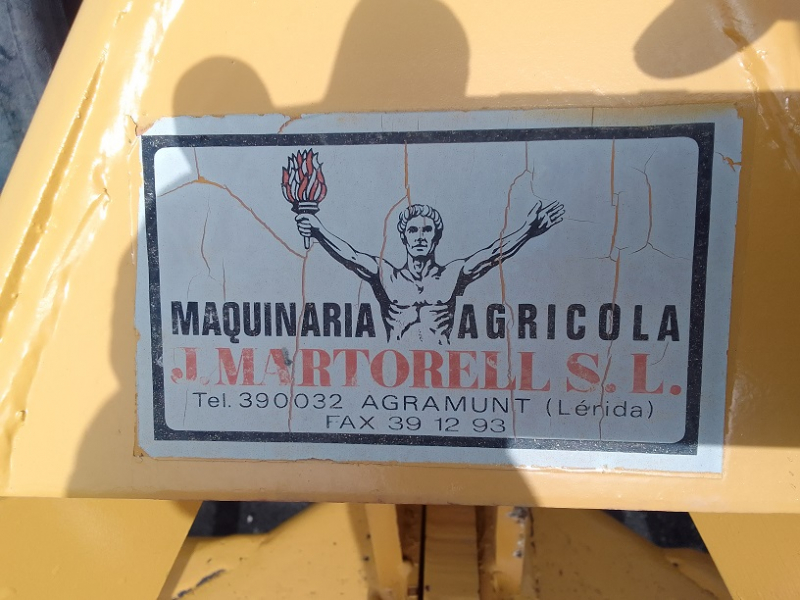 MAQUINARIA AGRICOLA
J. MARTORELL S. L.
Tel. 390032 AGRAMUNT (Lérida)
FAX 39 12 93